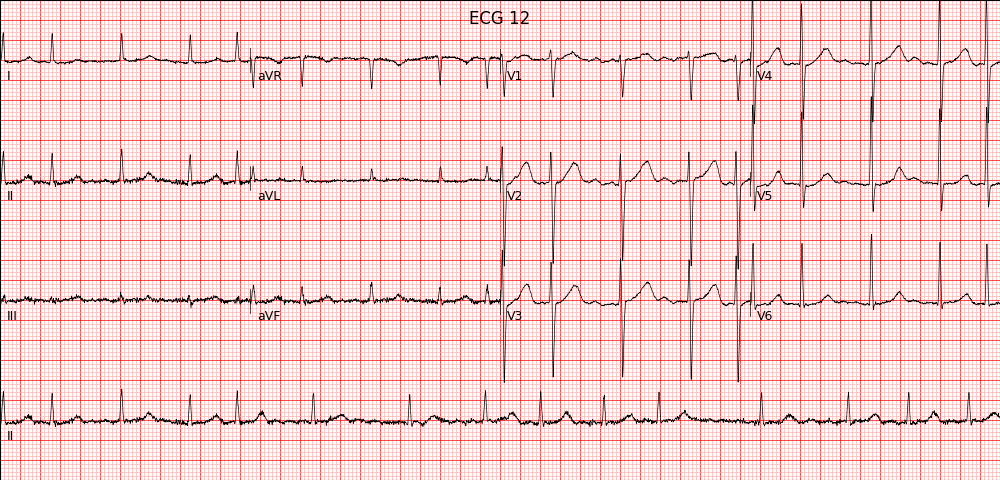 ECG 12
I aVR V1 V4
II aVL V2 V5
III aVF V3 V6
II